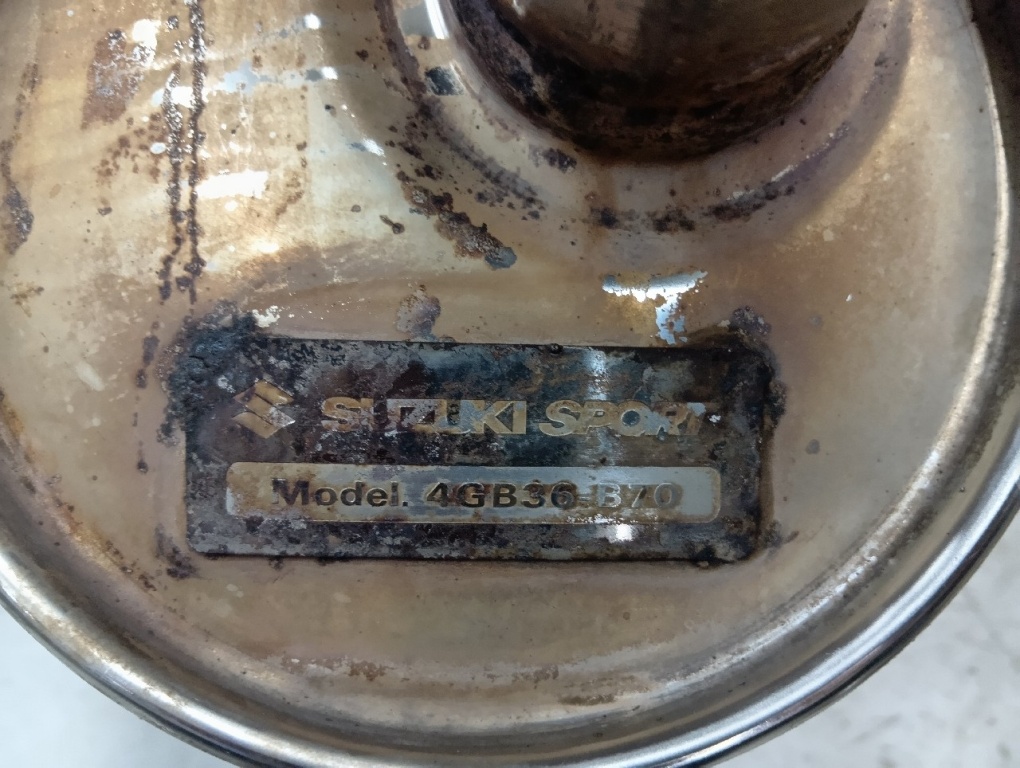 SUZUKI SPORT
Model. 4GB36-B70